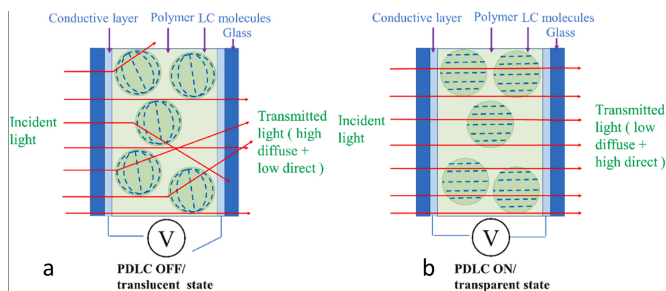 Conductive layer Polymer LC molecules
Glass
Incident
light
Transmitted
light ( high
diffuse +
low direct )
V
a
PDLC OFF/
translucent state
Conductive layer Polymer LC molecules
Glass
Incident
light
Transmitted
light (low
diffuse +
high direct )
V
b
PDLC ON/
transparent state